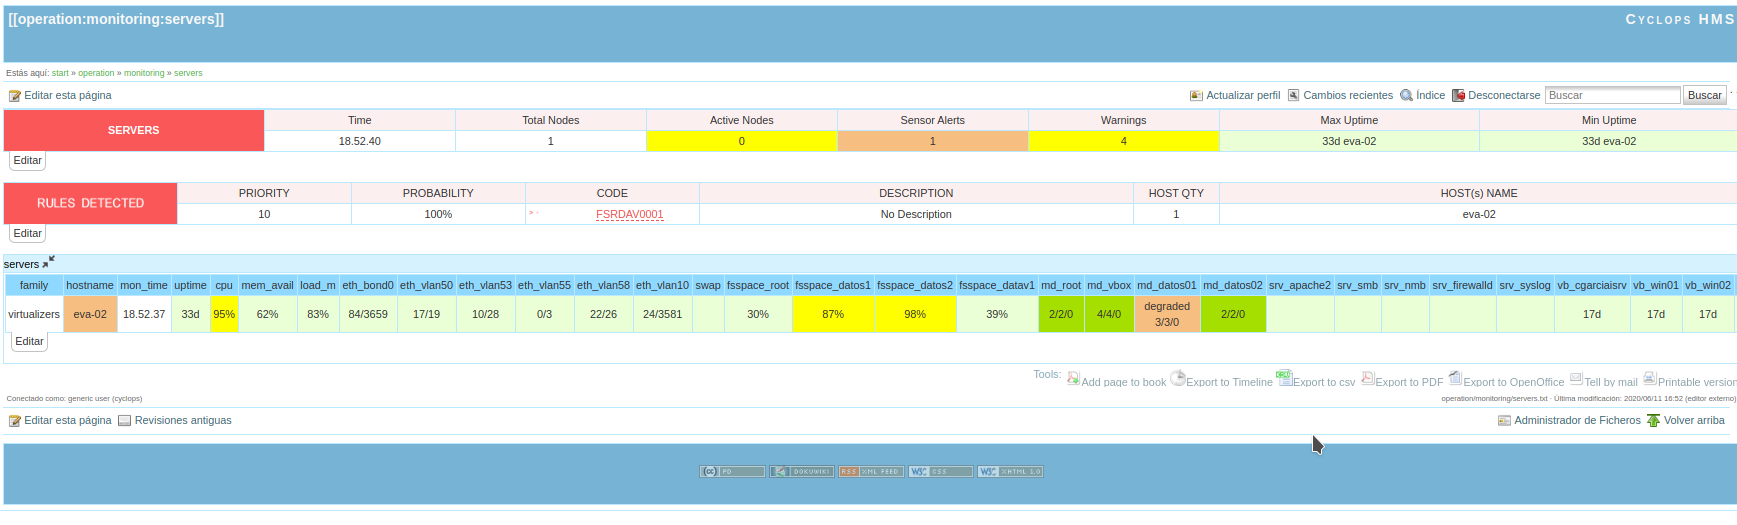 [[operation:monitoring:servers]] Cyclops HMS
Estás aquí: start » operation » monitoring » servers
Editar esta página Actualizar perfil Cambios recientes Índice Desconectarse Buscar Buscar
SERVERS Time Total Nodes Active Nodes Sensor Alerts Warnings Max Uptime Min Uptime
18.52.40 1 0 1 4 33d eva-02 33d eva-02
Editar
RULES DETECTED PRIORITY PROBABILITY CODE DESCRIPTION HOST QTY HOST(s) NAME
10 100% FSRDAV0001 No Description 1 eva-02
Editar
servers
family hostname mon_time uptime cpu mem_avail load_m eth_bond0 eth_vlan50 eth_vlan53 eth_vlan55 eth_vlan58 eth_vlan10 swap fsspace_root fsspace_datos1 fsspace_datos2 fsspace_datav1 md_root md_vbox md_datos01 md_datos02 srv_apache2 srv_smb srv_nmb srv_firewalld srv_syslog vb_cgarciaisrv vb_win01 vb_win02
virtualizers eva-02 18.52.37 33d 95% 62% 83% 84/3659 17/19 10/28 0/3 22/26 24/3581 30% 87% 98% 39% 2/2/0 4/4/0 degraded 3/3/0 2/2/0 17d 17d 17d
Editar
Tools: Add page to book Export to Timeline Export to csv Export to PDF Export to OpenOffice Tell by mail Printable version
Conectado como: generic user (cyclops) operation/monitoring/servers.txt · Última modificación: 2020/06/11 16:52 (editor externo)
Editar esta página Revisiones antiguas Administrador de Ficheros Volver arriba
(cc) PD DOKUWIKI RSS XML FEED W3C CSS W3C XHTML 1.0